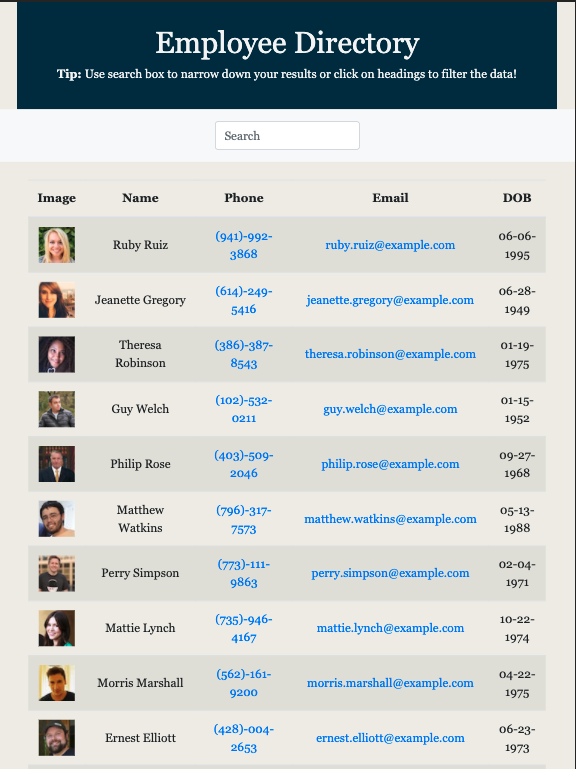 Employee Directory
Tip: Use search box to narrow down your results or click on headings to filter the data!
Search
Image Name Phone Email DOB
Ruby Ruiz (941)-992-3868 ruby.ruiz@example.com 06-06-1995
Jeanette Gregory (614)-249-5416 jeanette.gregory@example.com 06-28-1949
Theresa Robinson (386)-387-8543 theresa.robinson@example.com 01-19-1975
Guy Welch (102)-532-0211 guy.welch@example.com 01-15-1952
Philip Rose (403)-509-2046 philip.rose@example.com 09-27-1968
Matthew Watkins (796)-317-7573 matthew.watkins@example.com 05-13-1988
Perry Simpson (773)-111-9863 perry.simpson@example.com 02-04-1971
Mattie Lynch (735)-946-4167 mattie.lynch@example.com 10-22-1974
Morris Marshall (562)-161-9200 morris.marshall@example.com 04-22-1975
Ernest Elliott (428)-004-2653 ernest.elliott@example.com 06-23-1973